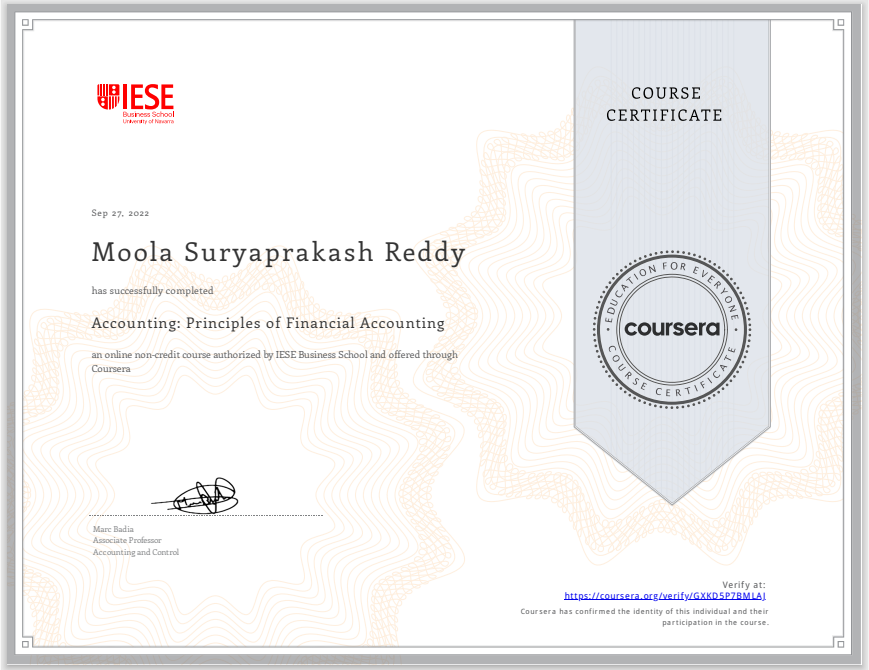 IESE
Business School
University of Navarra
COURSE
CERTIFICATE
Sep 27, 2022
Moola Suryaprakash Reddy
has successfully completed
Accounting: Principles of Financial Accounting
an online non-credit course authorized by IESE Business School and offered through
Coursera
EDUCATION FOR EVERYONE
coursera
COURSE CERTIFICATE
Marc Badia
Associate Professor
Accounting and Control
Verify at:
https://coursera.org/verify/GXKD5P7BMLAJ
Coursera has confirmed the identity of this individual and their
participation in the course.